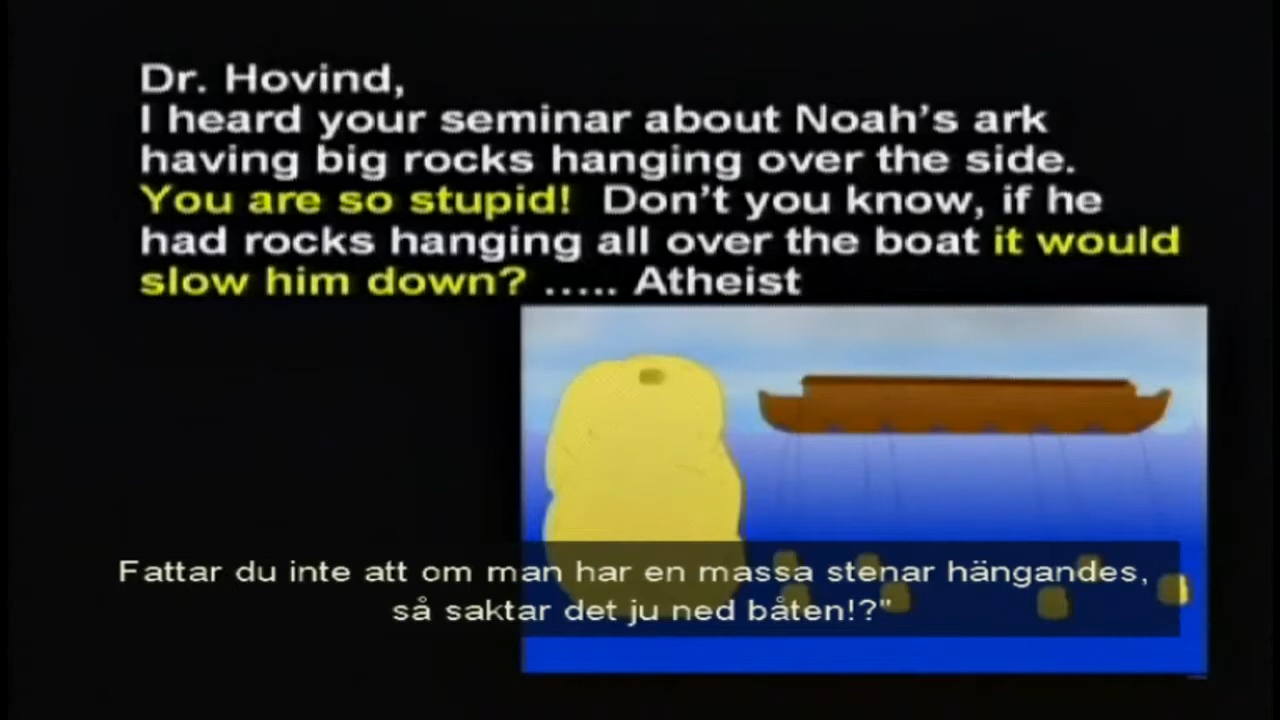 Dr. Hovind,
I heard your seminar about Noah's ark
having big rocks hanging over the side.
You are so stupid!  Don't you know, if he
had rocks hanging all over the boat it would
slow him down? ..... Atheist
Fattar du inte att om man har en massa stenar hängandes,
så saktar det ju ned båten!?"